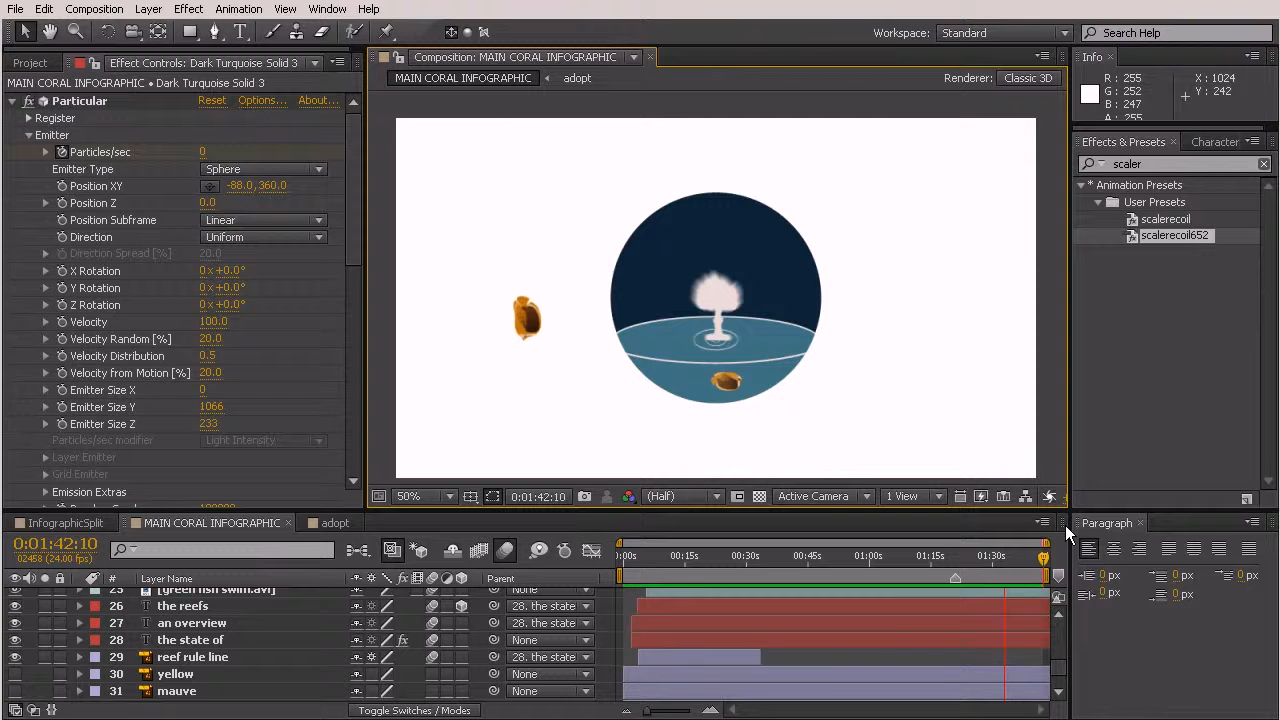 File Edit Composition Layer Effect Animation View Window Help
Workspace: Standard Search Help
Project Effect Controls: Dark Turquoise Solid 3
MAIN CORAL INFOGRAPHIC • Dark Turquoise Solid 3
fx Particular Reset Options... About...
Register
Emitter
Particles/sec 0
Emitter Type Sphere
Position XY -88.0, 360.0
Position Z 0.0
Position Subframe Linear
Direction Uniform
Direction Spread [%] 20.0
X Rotation 0x+0.0°
Y Rotation 0x+0.0°
Z Rotation 0x+0.0°
Velocity 100.0
Velocity Random [%] 20.0
Velocity Distribution 0.5
Velocity from Motion [%] 20.0
Emitter Size X 0
Emitter Size Y 1066
Emitter Size Z 233
Particles/sec modifier Light Intensity
Layer Emitter
Grid Emitter
Emission Extras
Composition: MAIN CORAL INFOGRAPHIC
MAIN CORAL INFOGRAPHIC adopt Renderer: Classic 3D
50% 0:01:42:10 (Half) Active Camera 1 View
Info
R : 255 X : 1024
G : 252 Y : 242
B : 247
A : 255
Effects & Presets Character
scaler
* Animation Presets
User Presets
scalerecoil
scalerecoil652
InfographicSplit MAIN CORAL INFOGRAPHIC adopt
0:01:42:10
02458 (24.00 fps)
:00s 00:15s 00:30s 00:45s 01:00s 01:15s 01:30s
# Layer Name fx Parent
25 [green fish swim.avi] None
26 T the reefs 28. the state
27 T an overview None
28 T the state of fx None
29 reef rule line 28. the state
30 yellow None
31 mauve None
Toggle Switches / Modes
Paragraph
0 px 0 px 0 px
0 px 0 px